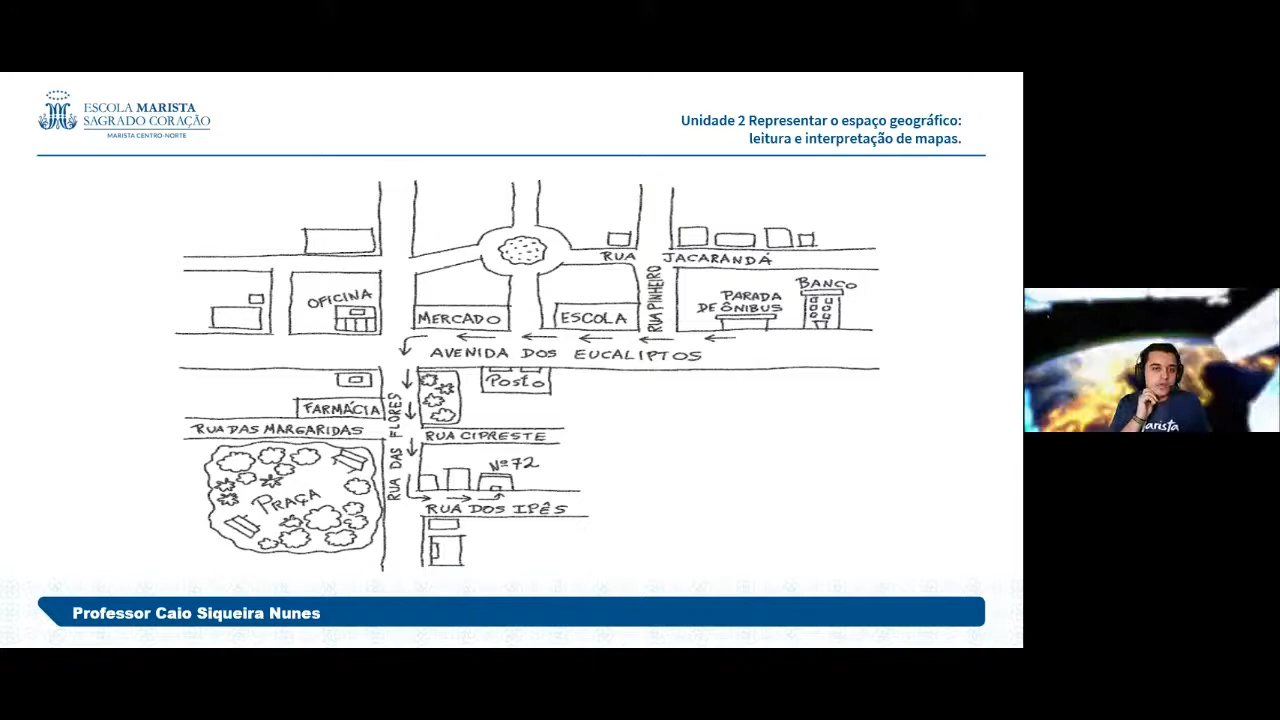 ESCOLA MARISTA
SAGRADO CORAÇÃO
MARISTA CENTRO-NORTE
Unidade 2 Representar o espaço geográfico:
leitura e interpretação de mapas.
RUA JACARANDÁ
OFICINA
MERCADO
ESCOLA
RUA PINHEIRO
PARADA
DE ÔNIBUS
BANCO
AVENIDA DOS EUCALIPTOS
POSTO
FARMÁCIA
RUA DAS FLORES
RUA DAS MARGARIDAS
RUA CIPRESTE
Nº 72
PRAÇA
RUA DOS IPÊS
Professor Caio Siqueira Nunes
arista